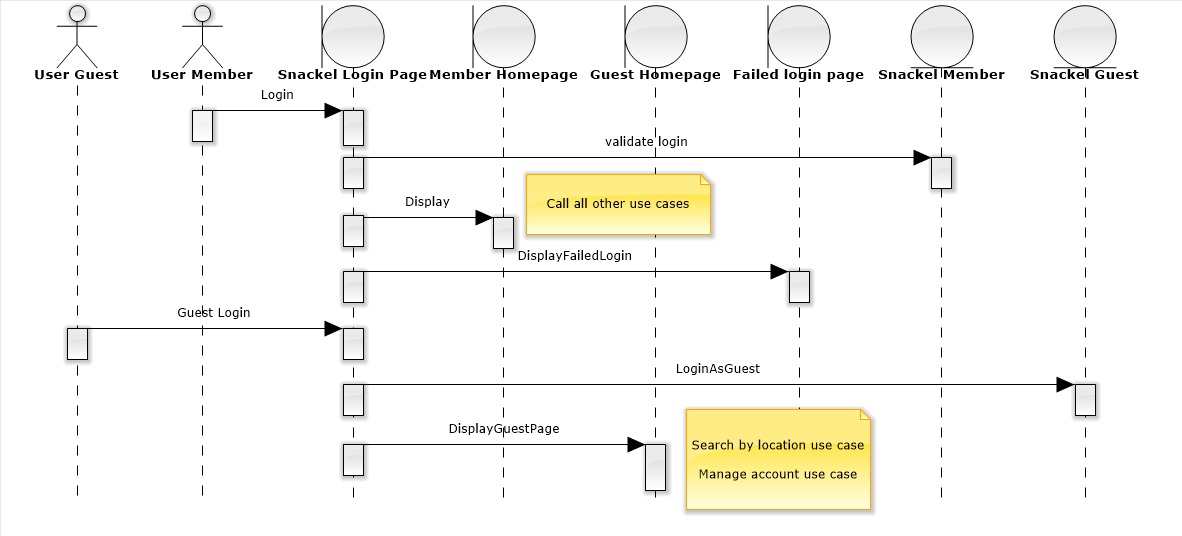 User Guest
User Member
Snackel Login Page
Member Homepage
Guest Homepage
Failed login page
Snackel Member
Snackel Guest
Login
validate login
Display
Call all other use cases
DisplayFailedLogin
Guest Login
LoginAsGuest
DisplayGuestPage
Search by location use case
Manage account use case